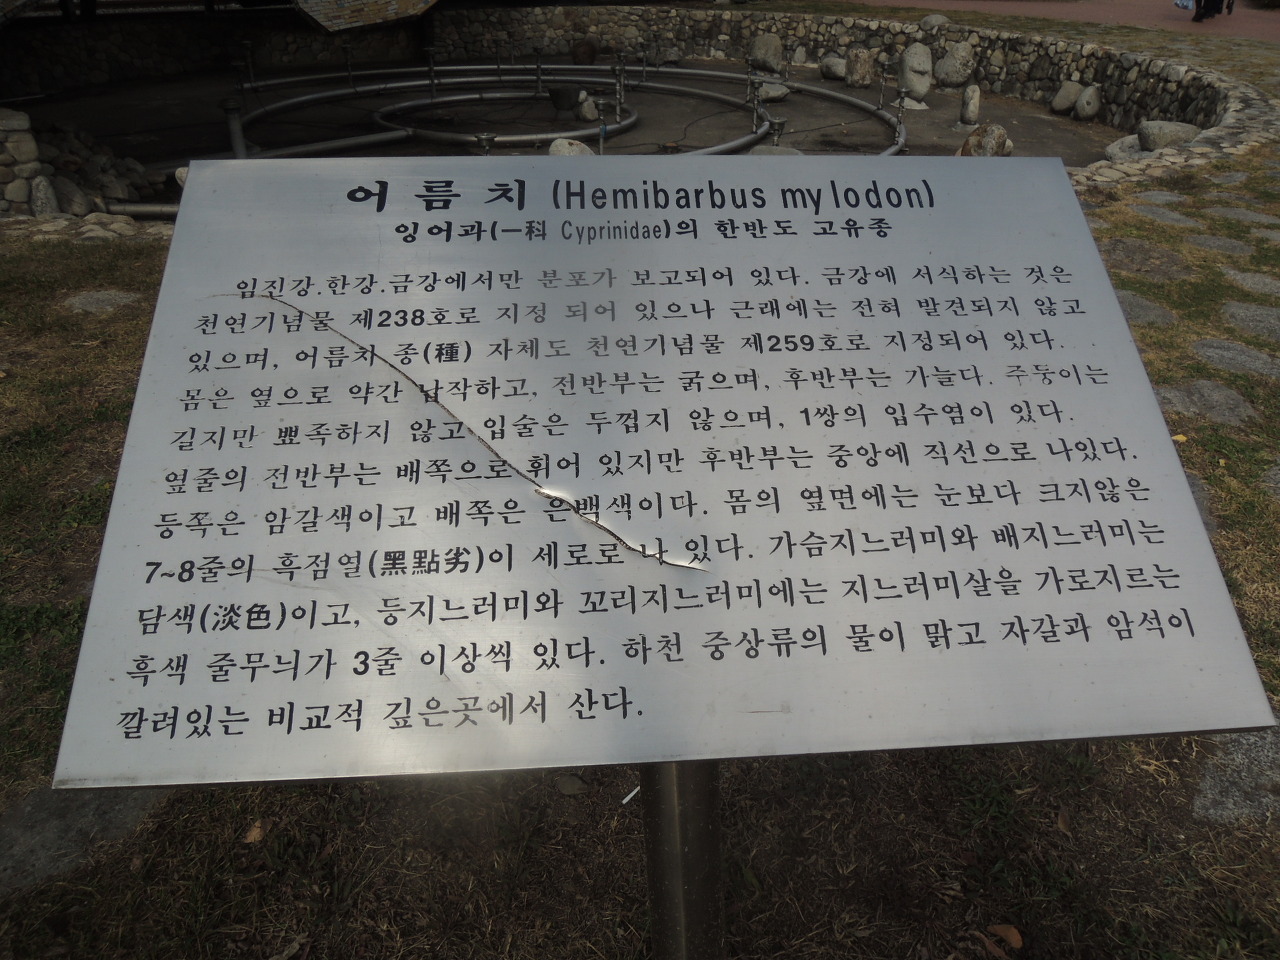 어름치 (Hemibarbus mylodon)
잉어과(一科 Cyprinidae)의 한반도 고유종
임진강.한강.금강에서만 분포가 보고되어 있다. 금강에 서식하는 것은
천연기념물 제238호로 지정 되어 있으나 근래에는 전혀 발견되지 않고
있으며, 어름치 종(種) 자체도 천연기념물 제259호로 지정되어 있다.
몸은 옆으로 약간 납작하고, 전반부는 굵으며, 후반부는 가늘다. 주둥이는
길지만 뾰족하지 않고 입술은 두껍지 않으며, 1쌍의 입수염이 있다.
옆줄의 전반부는 배쪽으로 휘어 있지만 후반부는 중앙에 직선으로 나있다.
등쪽은 암갈색이고 배쪽은 은백색이다. 몸의 옆면에는 눈보다 크지않은
7~8줄의 흑점열(黑點劣)이 세로로 나 있다. 가슴지느러미와 배지느러미는
담색(淡色)이고, 등지느러미와 꼬리지느러미에는 지느러미살을 가로지르는
흑색 줄무늬가 3줄 이상씩 있다. 하천 중상류의 물이 맑고 자갈과 암석이
깔려있는 비교적 깊은곳에서 산다.